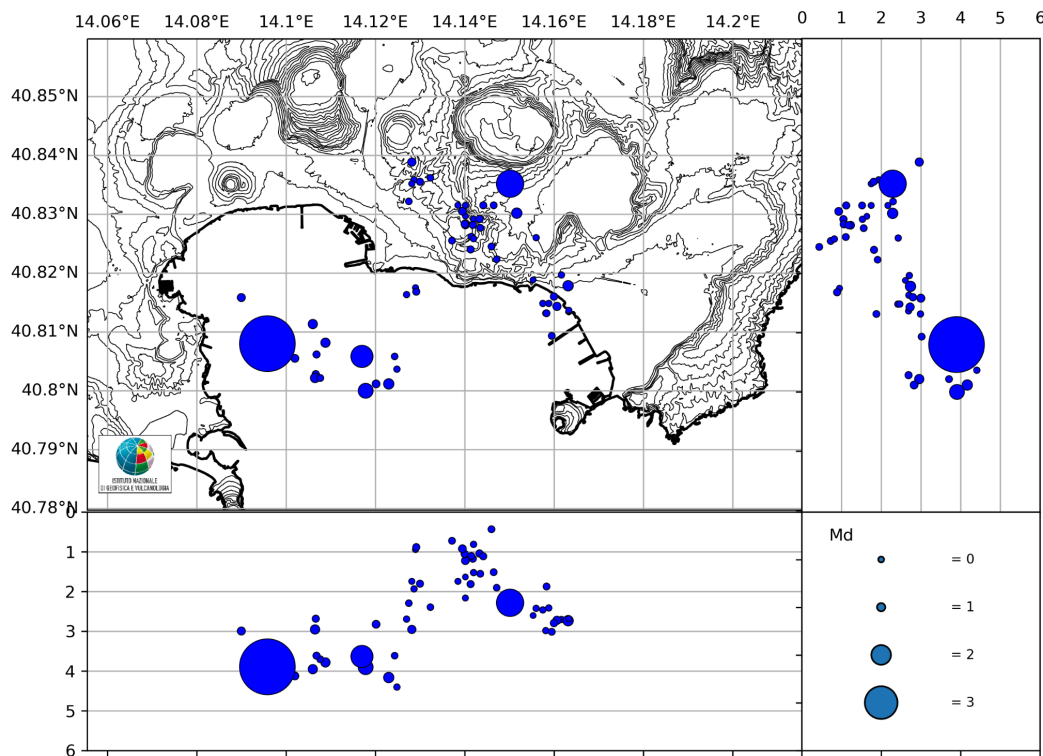 14.06°E 14.08°E 14.1°E 14.12°E 14.14°E 14.16°E 14.18°E 14.2°E 0 1 2 3 4 5 6
40.85°N
40.84°N
40.83°N
40.82°N
40.81°N
40.8°N
40.79°N
40.78°N
ISTITUTO NAZIONALE
DI GEOFISICA E VULCANOLOGIA
0
1
2
3
4
5
6
Md
= 0
= 1
= 2
= 3